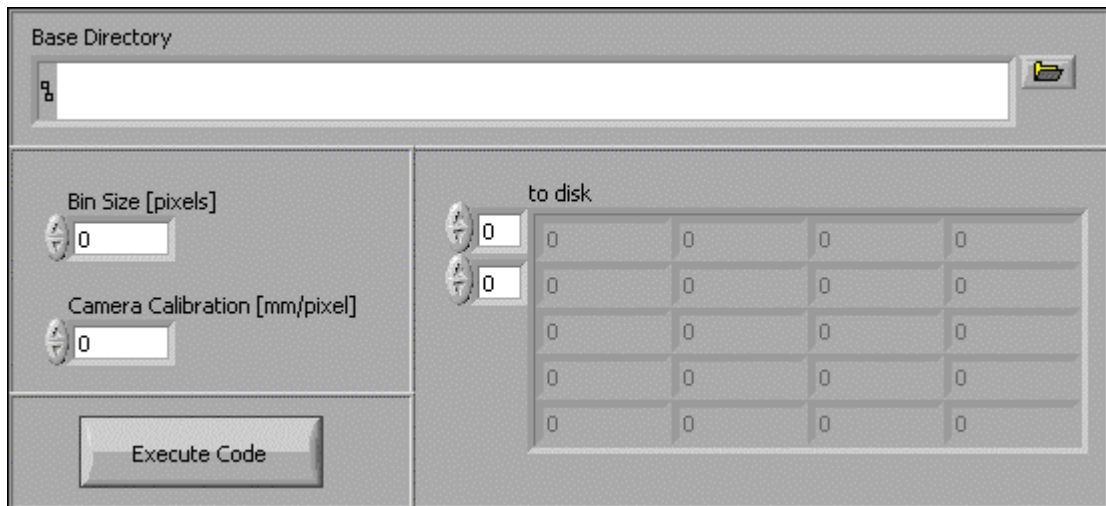 Base Directory
Bin Size [pixels]
0
Camera Calibration [mm/pixel]
0
Execute Code
to disk
0
0
0 0 0 0
0 0 0 0
0 0 0 0
0 0 0 0
0 0 0 0